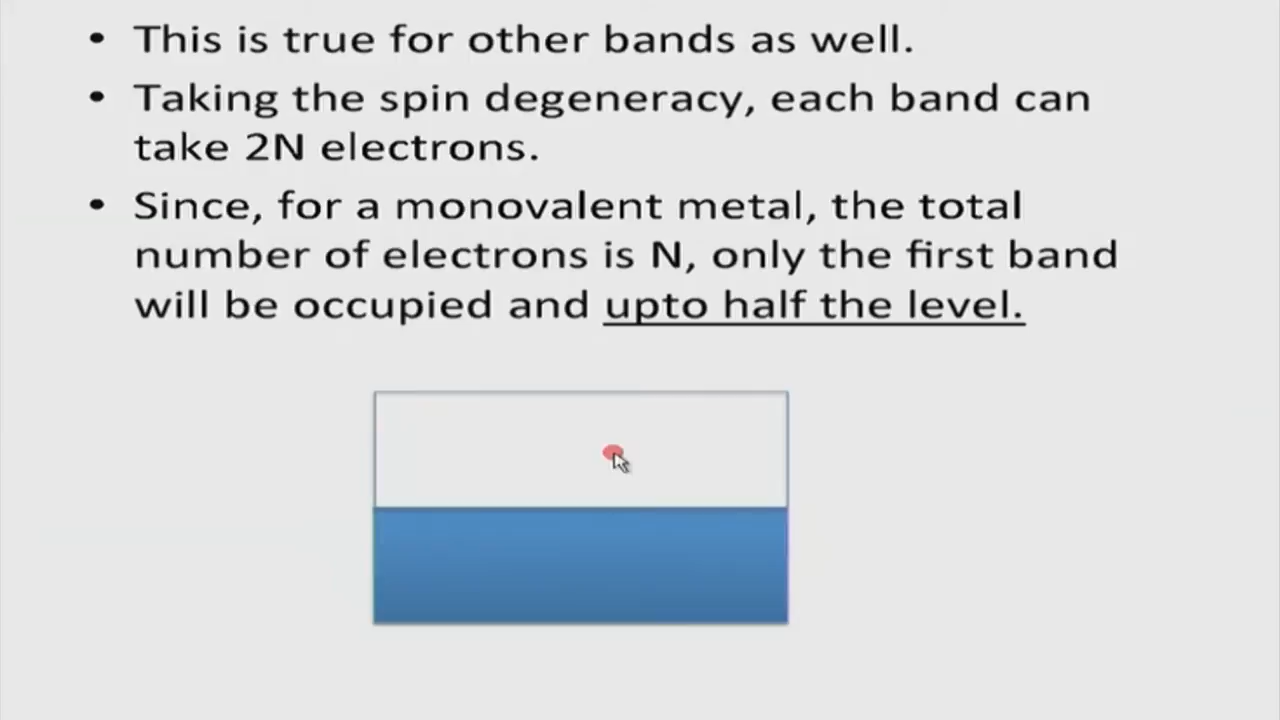 • This is true for other bands as well.
• Taking the spin degeneracy, each band can
take 2N electrons.
• Since, for a monovalent metal, the total
number of electrons is N, only the first band
will be occupied and upto half the level.